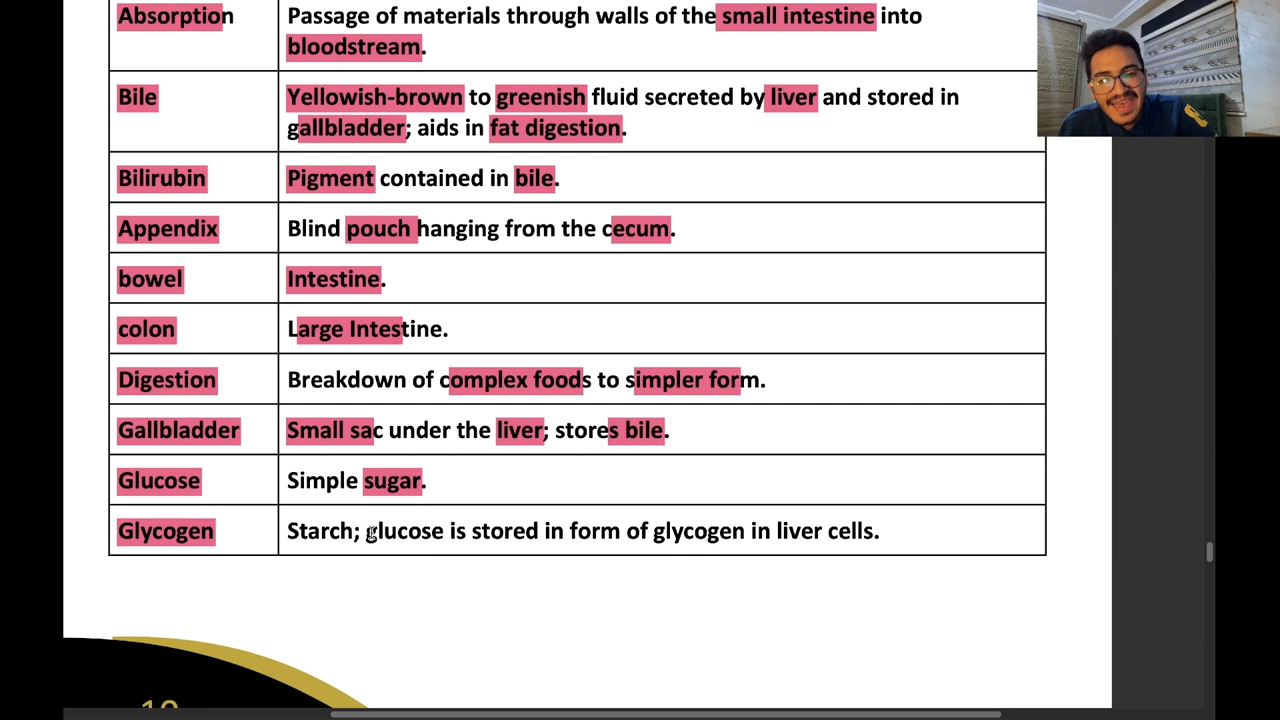 Absorption
Passage of materials through walls of the small intestine into
bloodstream.
Bile
Yellowish-brown to greenish fluid secreted by liver and stored in
gallbladder; aids in fat digestion.
Bilirubin
Pigment contained in bile.
Appendix
Blind pouch hanging from the cecum.
bowel
Intestine.
colon
Large Intestine.
Digestion
Breakdown of complex foods to simpler form.
Gallbladder
Small sac under the liver; stores bile.
Glucose
Simple sugar.
Glycogen
Starch; glucose is stored in form of glycogen in liver cells.